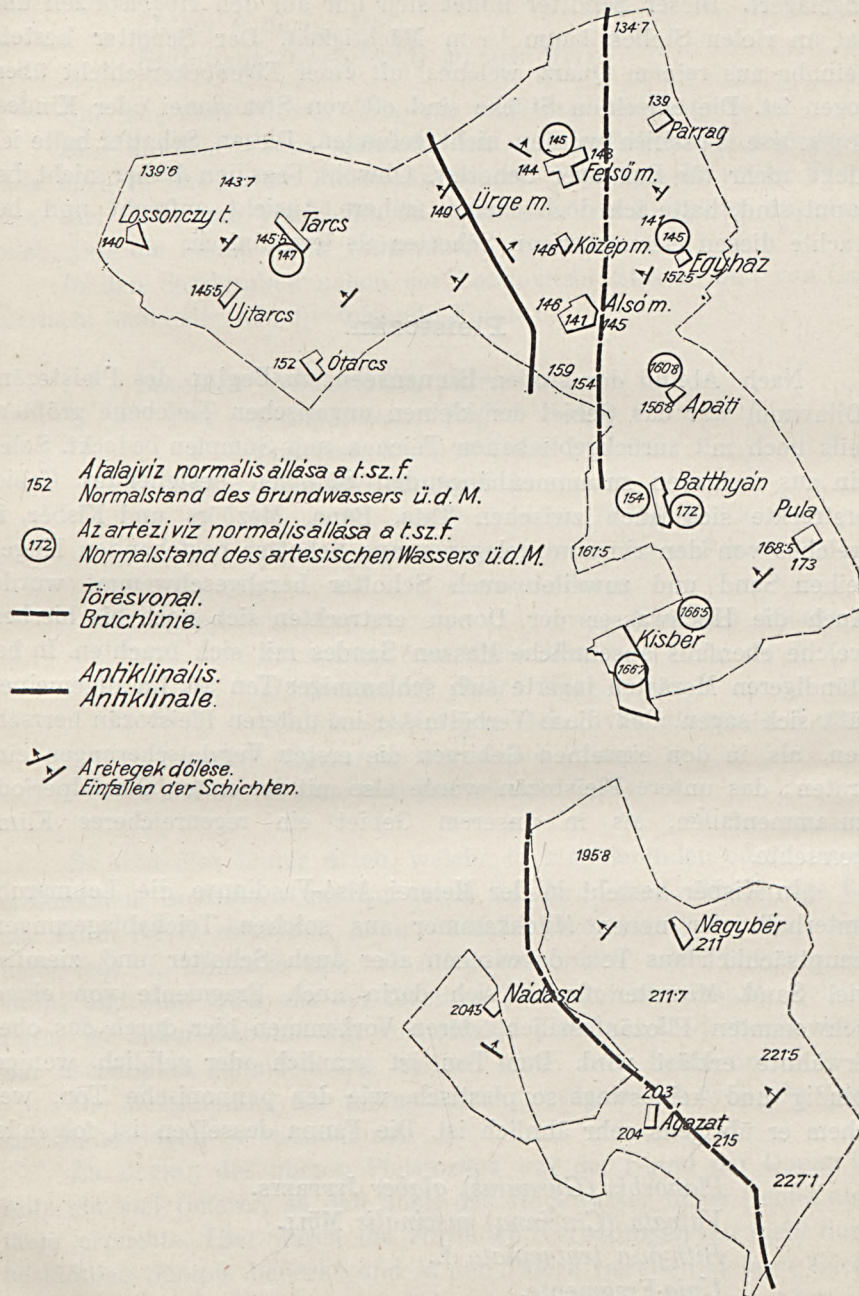 134·7
139
Parrag
145
148
144
Felső m.
139·6
143·7
Ürge m.
149
Lossonczy t.
140
Tarcs
145·5
147
141
145
146
Közép m.
Egyház
152·5
145·5
Ujtarcs
146
141
Alsó m.
145
152
Ótarcs
159
154
160·8
156·8
Apáti
Batthyán
154
172
Pula
168·5
173
161·5
166·5
Kisbér
166·7
152 A talajvíz normális állása a t.sz.f.
Normalstand des Grundwassers ü.d.M.
172 Az artézi víz normális állása a t.sz.f.
Normalstand des artesischen Wassers ü.d.M.
Törésvonal.
Bruchlinie.
Antiklinális.
Antiklinale.
A rétegek dőlése.
Einfallen der Schichten.
195·8
Nagybér
211
Nádasd
204·5
211·7
221·5
203
Ágazat
204
215
227·1